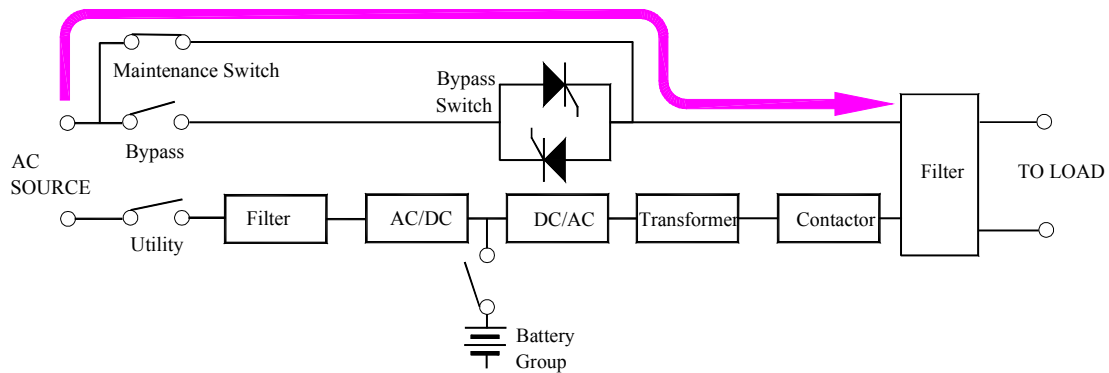 Maintenance Switch
Bypass
Switch
Bypass
AC
SOURCE
Filter
TO LOAD
Filter
AC/DC
DC/AC
Transformer
Contactor
Utility
Battery
Group